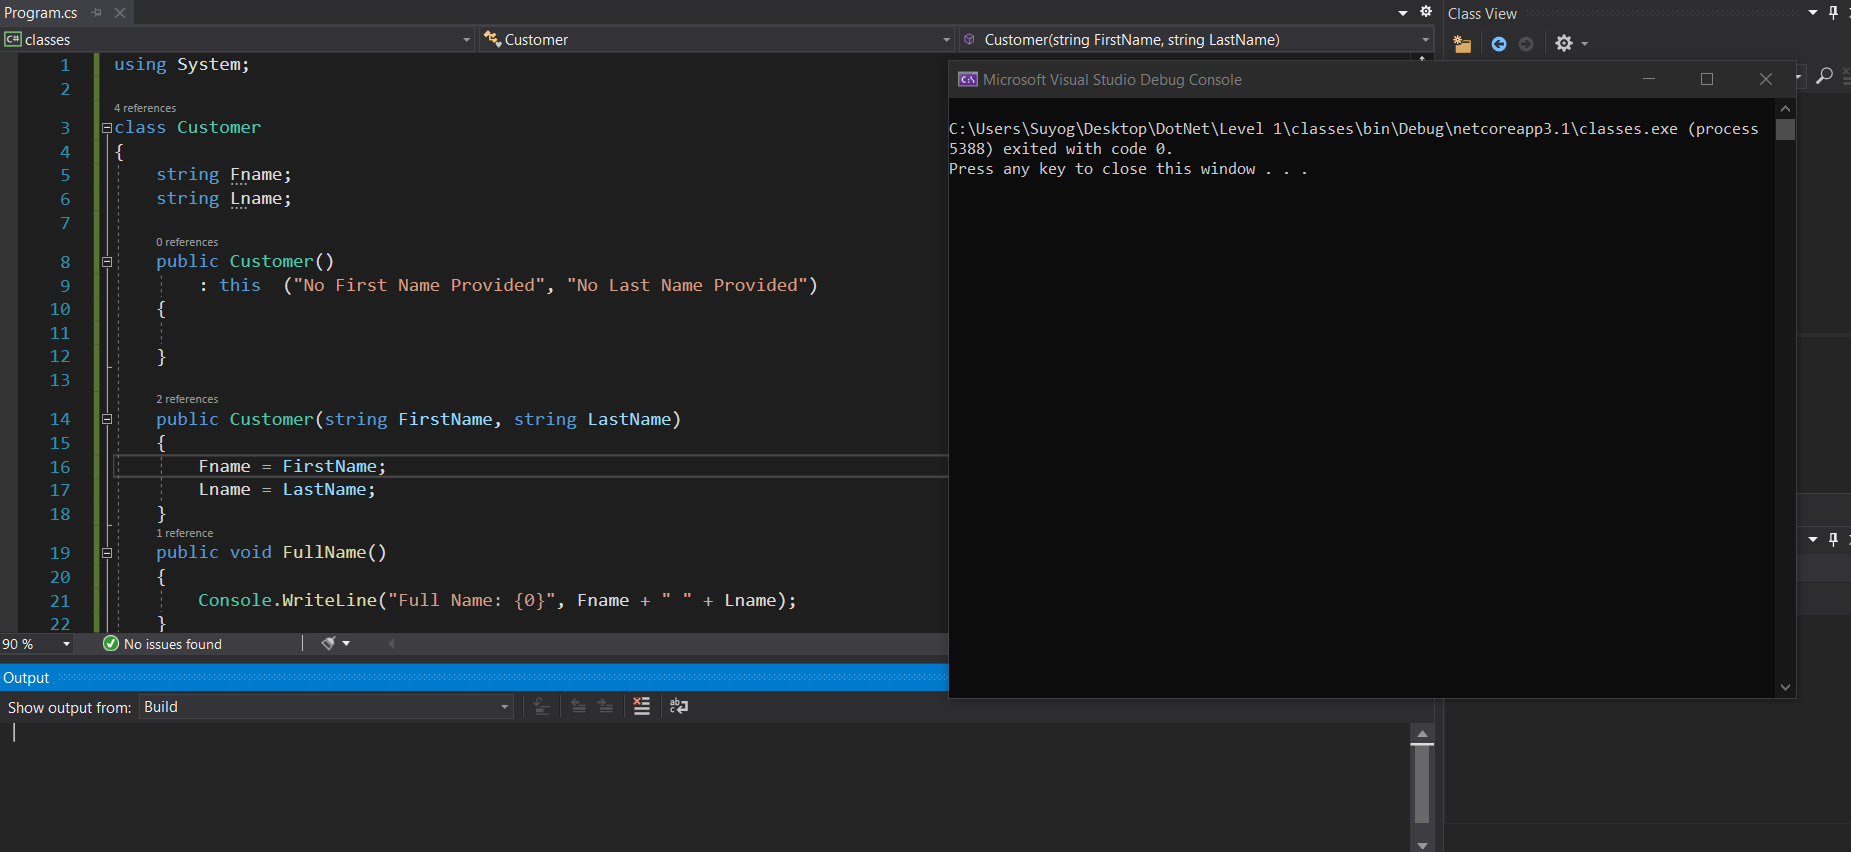 Program.cs
Class View
C# classes
Customer
Customer(string FirstName, string LastName)
1 using System;
2
4 references
3 class Customer
4 {
5 string Fname;
6 string Lname;
7
0 references
8 public Customer()
9 : this  ("No First Name Provided", "No Last Name Provided")
10 {
11
12 }
13
2 references
14 public Customer(string FirstName, string LastName)
15 {
16 Fname = FirstName;
17 Lname = LastName;
18 }
1 reference
19 public void FullName()
20 {
21 Console.WriteLine("Full Name: {0}", Fname + " " + Lname);
22 }
90 %
No issues found
Output
Show output from: Build
C:\ Microsoft Visual Studio Debug Console
C:\Users\Suyog\Desktop\DotNet\Level 1\classes\bin\Debug\netcoreapp3.1\classes.exe (process
5388) exited with code 0.
Press any key to close this window . . .